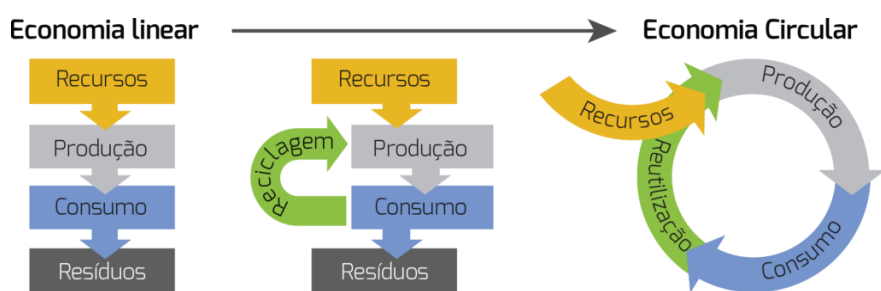 Economia linear
Economia Circular
Recursos
Produção
Consumo
Resíduos
Recursos
Reciclagem
Produção
Consumo
Resíduos
Recursos
Produção
Consumo
Reutilização